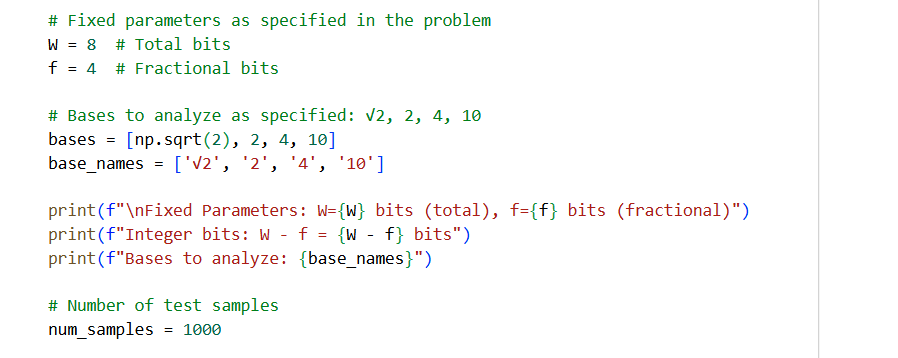 # Fixed parameters as specified in the problem
W = 8  # Total bits
f = 4  # Fractional bits
# Bases to analyze as specified: √2, 2, 4, 10
bases = [np.sqrt(2), 2, 4, 10]
base_names = ['√2', '2', '4', '10']
print(f"\nFixed Parameters: W={W} bits (total), f={f} bits (fractional)")
print(f"Integer bits: W - f = {W - f} bits")
print(f"Bases to analyze: {base_names}")
# Number of test samples
num_samples = 1000